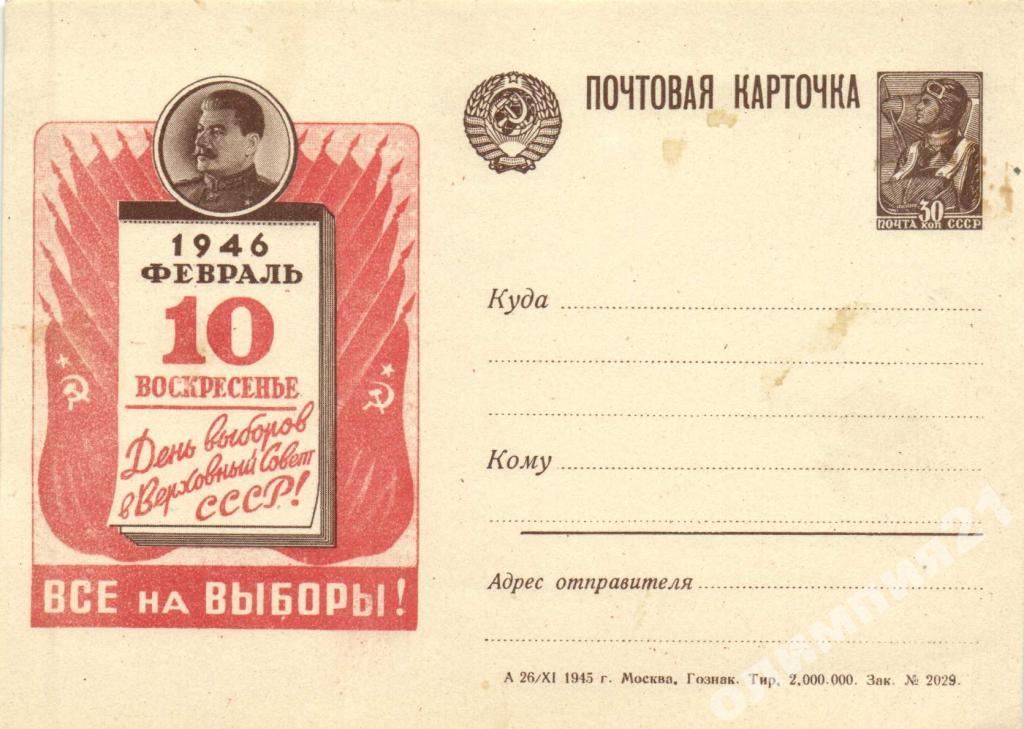 1946
ФЕВРАЛЬ
10
ВОСКРЕСЕНЬЕ
День выборов
в Верховный Совет
СССР!
ВСЕ НА ВЫБОРЫ!
ПОЧТОВАЯ КАРТОЧКА
30
ПОЧТА КОП СССР
Куда
Кому
Адрес отправителя
А 26/XI 1945 г. Москва, Гознак. Тир. 2,000.000. Зак. № 2029.
олимпия21